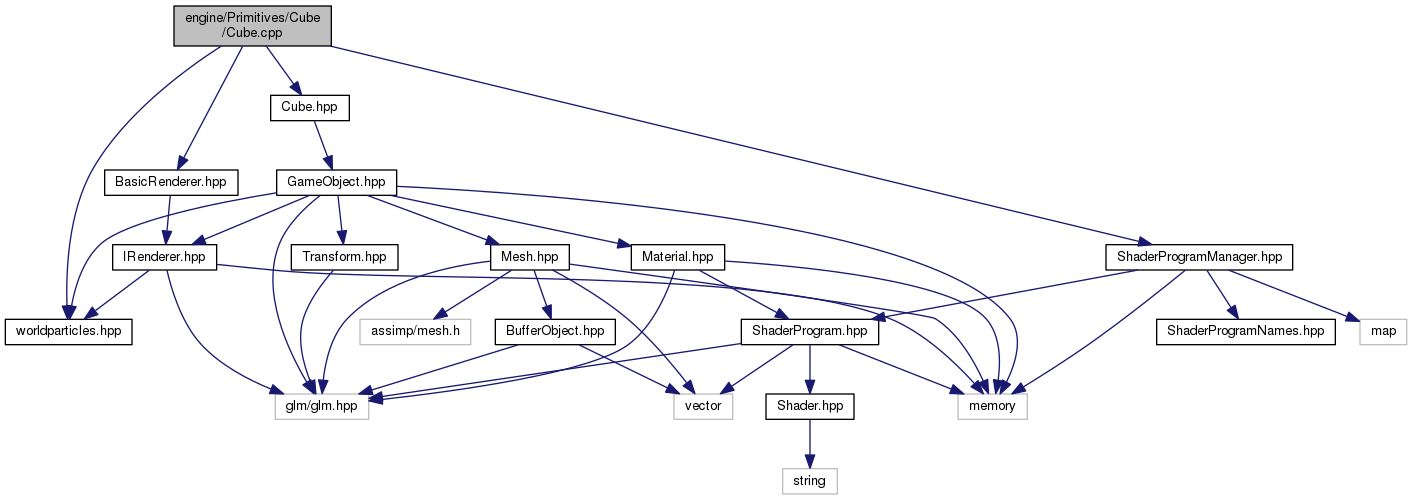 engine/Primitives/Cube
/Cube.cpp
Cube.hpp
BasicRenderer.hpp
GameObject.hpp
IRenderer.hpp
Transform.hpp
Mesh.hpp
Material.hpp
ShaderProgramManager.hpp
worldparticles.hpp
assimp/mesh.h
BufferObject.hpp
ShaderProgram.hpp
ShaderProgramNames.hpp
map
glm/glm.hpp
vector
Shader.hpp
memory
string